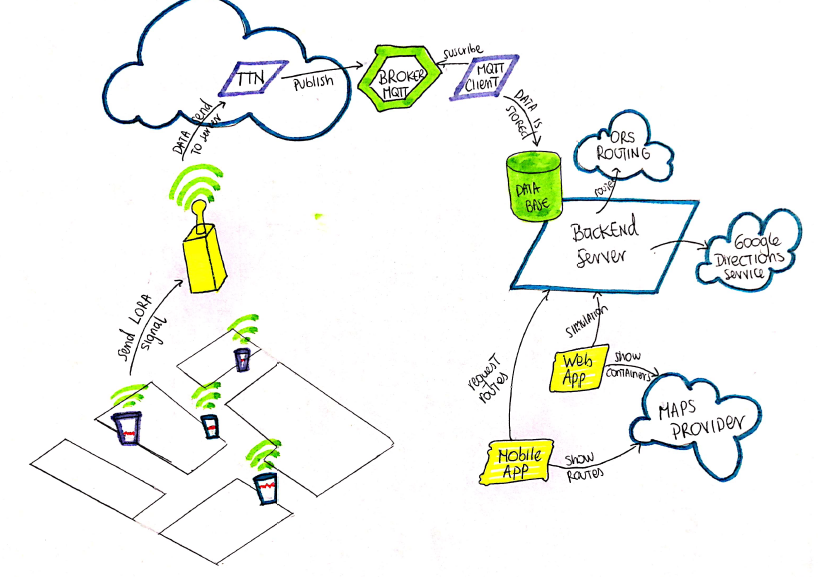 TTN
Publish
BROKER
MQTT
suscribe
MQTT
Client
DATA IS
STORED
DATA Send
TO server
DATA
BASE
ORS
ROUTING
routes
BackEnd
Server
Google
Directions
Service
send LORA
signal
simulation
request
routes
Web
App
show
containers
MAPS
PROVIDER
Mobile
App
show
ROUTES